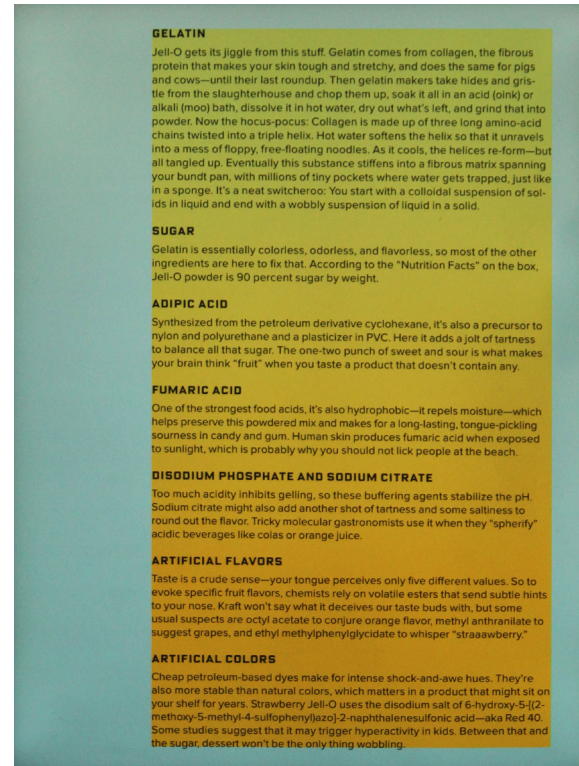 GELATIN
Jell-O gets its jiggle from this stuff. Gelatin comes from collagen, the fibrous
protein that makes your skin tough and stretchy, and does the same for pigs
and cows—until their last roundup. Then gelatin makers take hides and gris-
tle from the slaughterhouse and chop them up, soak it all in an acid (oink) or
alkali (moo) bath, dissolve it in hot water, dry out what's left, and grind that into
powder. Now the hocus-pocus: Collagen is made up of three long amino-acid
chains twisted into a triple helix. Hot water softens the helix so that it unravels
into a mess of floppy, free-floating noodles. As it cools, the helices re-form—but
all tangled up. Eventually this substance stiffens into a fibrous matrix spanning
your bundt pan, with millions of tiny pockets where water gets trapped, just like
in a sponge. It's a neat switcheroo: You start with a colloidal suspension of sol-
ids in liquid and end with a wobbly suspension of liquid in a solid.
SUGAR
Gelatin is essentially colorless, odorless, and flavorless, so most of the other
ingredients are here to fix that. According to the "Nutrition Facts" on the box,
Jell-O powder is 90 percent sugar by weight.
ADIPIC ACID
Synthesized from the petroleum derivative cyclohexane, it's also a precursor to
nylon and polyurethane and a plasticizer in PVC. Here it adds a jolt of tartness
to balance all that sugar. The one-two punch of sweet and sour is what makes
your brain think "fruit" when you taste a product that doesn't contain any.
FUMARIC ACID
One of the strongest food acids, it's also hydrophobic—it repels moisture—which
helps preserve this powdered mix and makes for a long-lasting, tongue-pickling
sourness in candy and gum. Human skin produces fumaric acid when exposed
to sunlight, which is probably why you should not lick people at the beach.
DISODIUM PHOSPHATE AND SODIUM CITRATE
Too much acidity inhibits gelling, so these buffering agents stabilize the pH.
Sodium citrate might also add another shot of tartness and some saltiness to
round out the flavor. Tricky molecular gastronomists use it when they "spherify"
acidic beverages like colas or orange juice.
ARTIFICIAL FLAVORS
Taste is a crude sense—your tongue perceives only five different values. So to
evoke specific fruit flavors, chemists rely on volatile esters that send subtle hints
to your nose. Kraft won't say what it deceives our taste buds with, but some
usual suspects are octyl acetate to conjure orange flavor, methyl anthranilate to
suggest grapes, and ethyl methylphenylglycidate to whisper "straaawberry."
ARTIFICIAL COLORS
Cheap petroleum-based dyes make for intense shock-and-awe hues. They're
also more stable than natural colors, which matters in a product that might sit on
your shelf for years. Strawberry Jell-O uses the disodium salt of 6-hydroxy-5-[(2-
methoxy-5-methyl-4-sulfophenyl)azo]-2-naphthalenesulfonic acid—aka Red 40.
Some studies suggest that it may trigger hyperactivity in kids. Between that and
the sugar, dessert won't be the only thing wobbling.